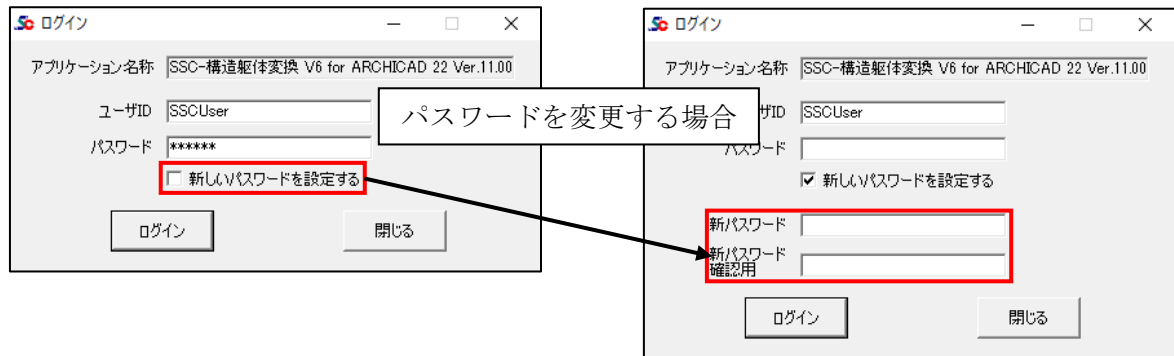 ログイン
アプリケーション名称 SSC-構造躯体変換 V6 for ARCHICAD 22 Ver.11.00
ユーザID SSCUser
パスワード ******
新しいパスワードを設定する
ログイン 閉じる
パスワードを変更する場合
ログイン
アプリケーション名称 SSC-構造躯体変換 V6 for ARCHICAD 22 Ver.11.00
ザID SSCUser
パスワード
新しいパスワードを設定する
新パスワード
新パスワード
確認用
ログイン 閉じる